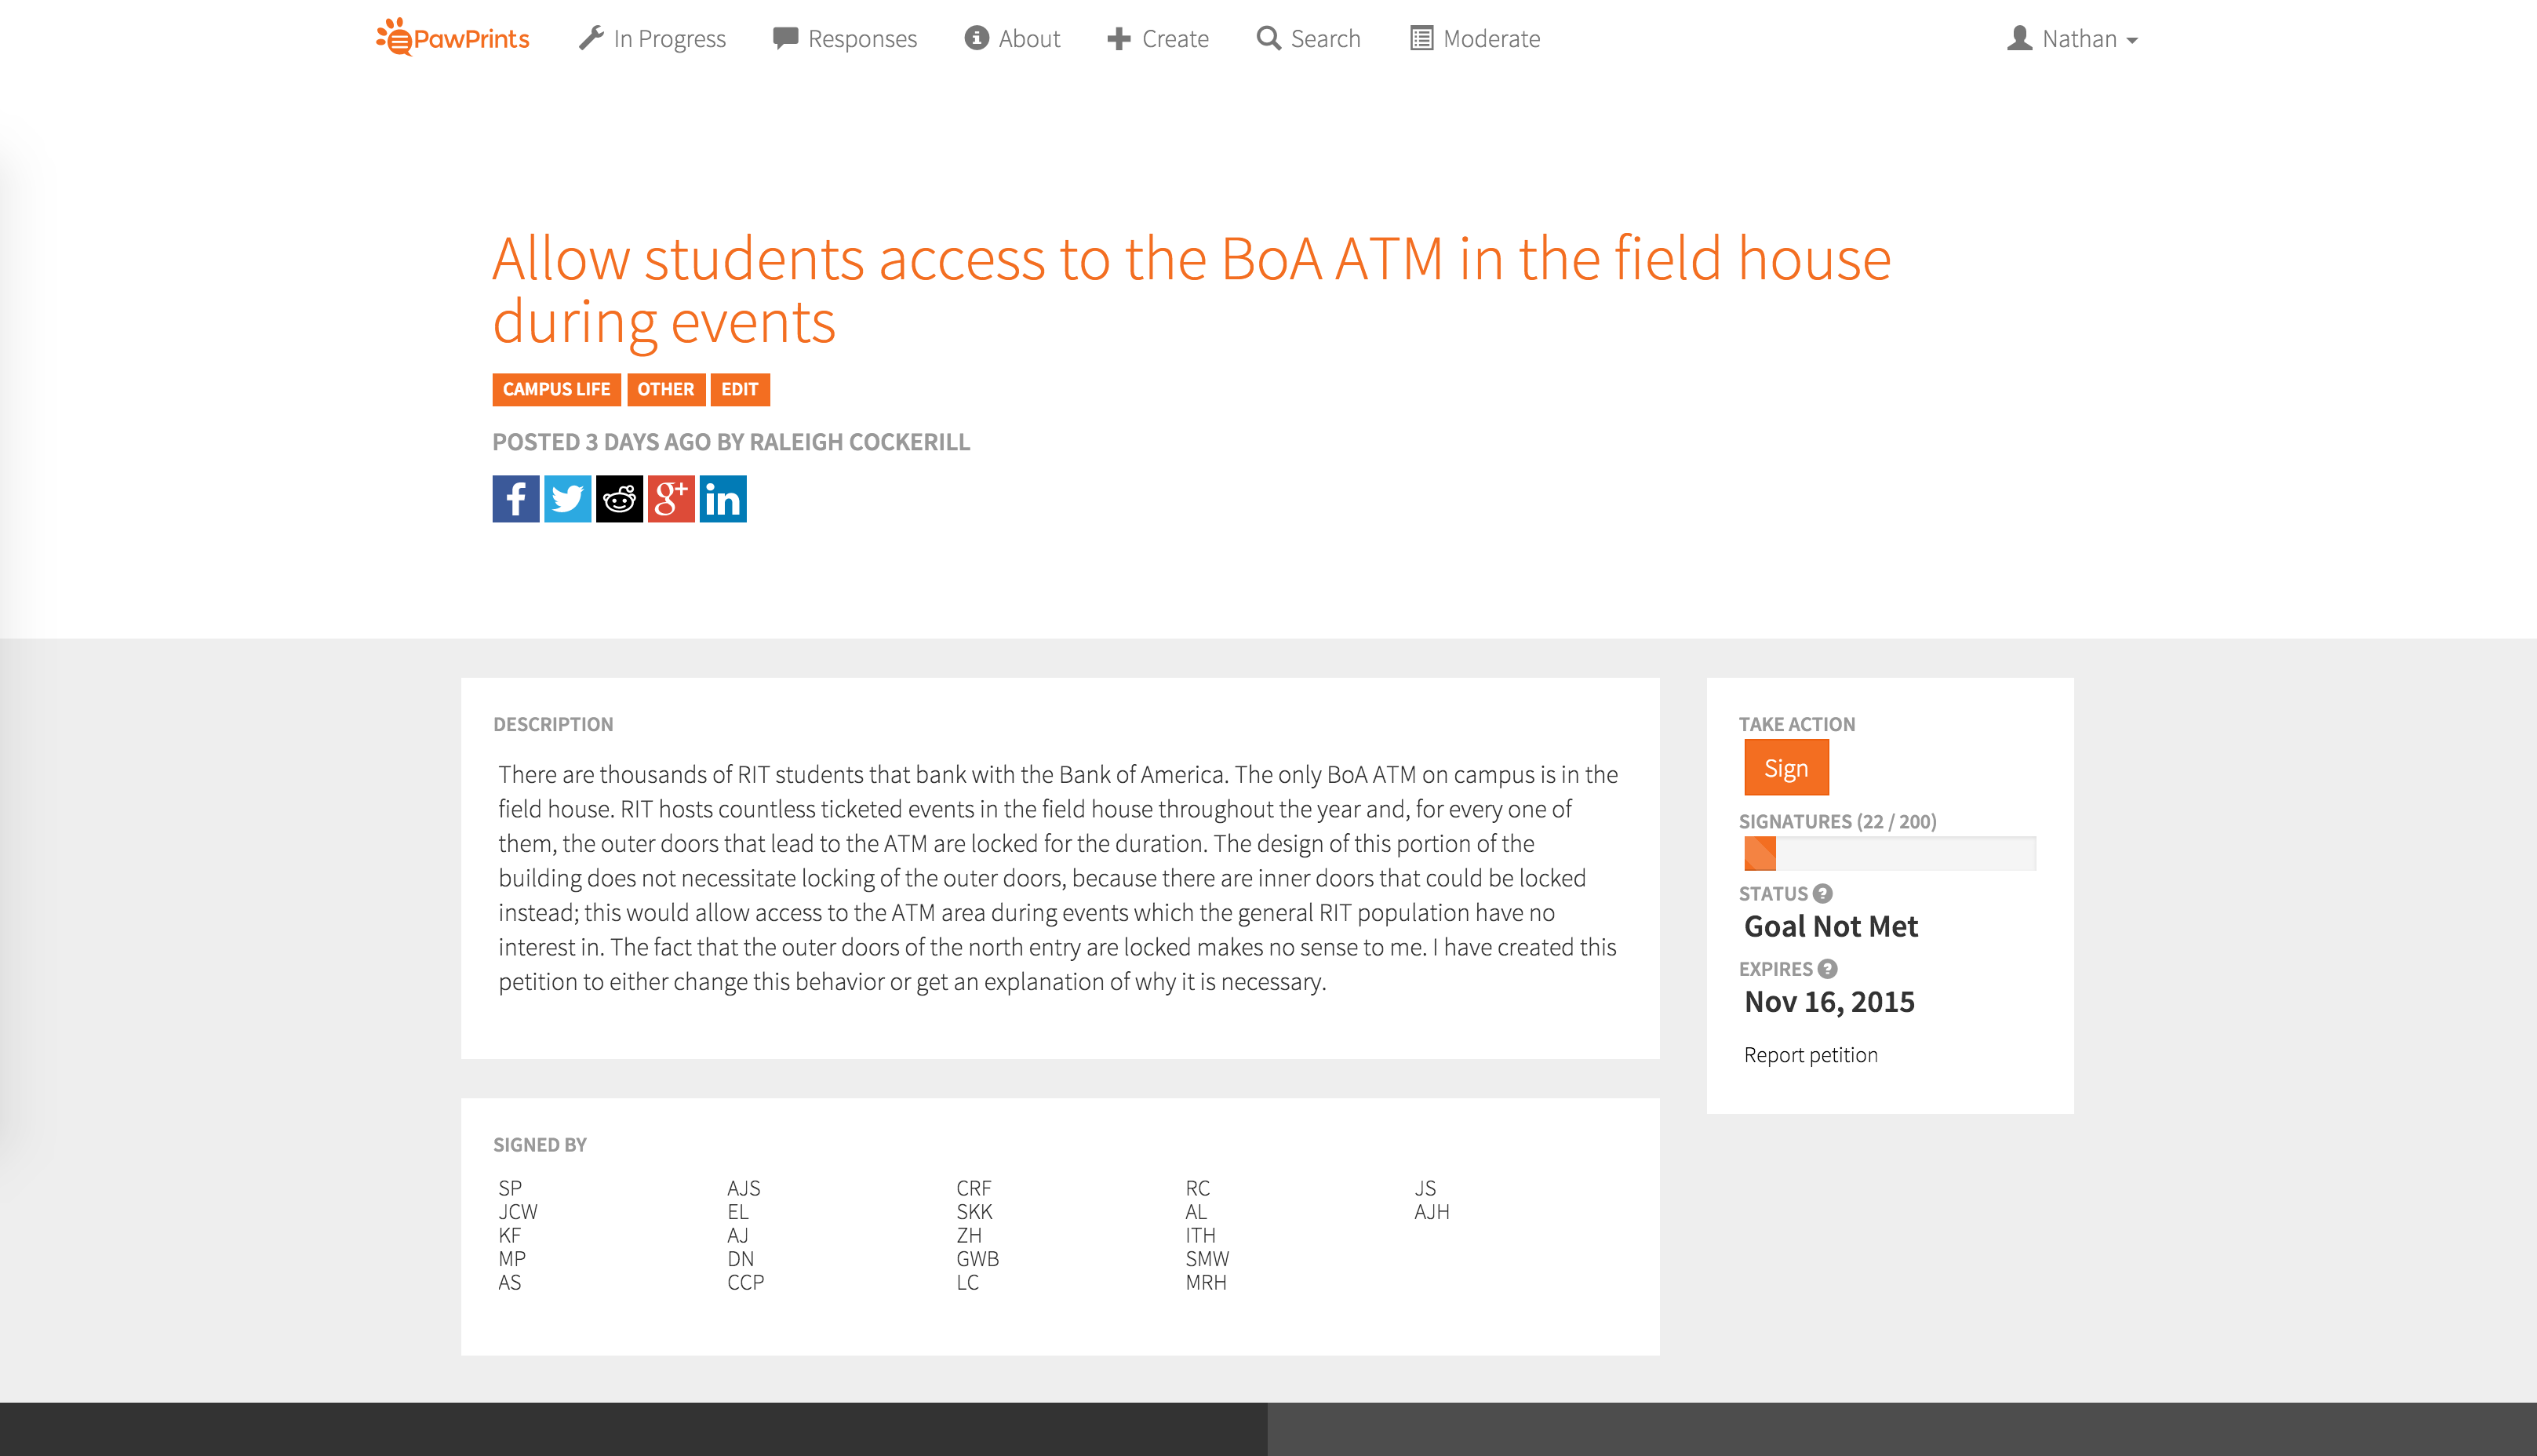 PawPrints In Progress Responses About Create Search Moderate Nathan
Allow students access to the BoA ATM in the field house
during events
CAMPUS LIFE OTHER EDIT
POSTED 3 DAYS AGO BY RALEIGH COCKERILL
f g+ in
DESCRIPTION
There are thousands of RIT students that bank with the Bank of America. The only BoA ATM on campus is in the
field house. RIT hosts countless ticketed events in the field house throughout the year and, for every one of
them, the outer doors that lead to the ATM are locked for the duration. The design of this portion of the
building does not necessitate locking of the outer doors, because there are inner doors that could be locked
instead; this would allow access to the ATM area during events which the general RIT population have no
interest in. The fact that the outer doors of the north entry are locked makes no sense to me. I have created this
petition to either change this behavior or get an explanation of why it is necessary.
TAKE ACTION
Sign
SIGNATURES (22 / 200)
STATUS ?
Goal Not Met
EXPIRES ?
Nov 16, 2015
Report petition
SIGNED BY
SP AJS CRF RC JS
JCW EL SKK AL AJH
KF AJ ZH ITH
MP DN GWB SMW
AS CCP LC MRH